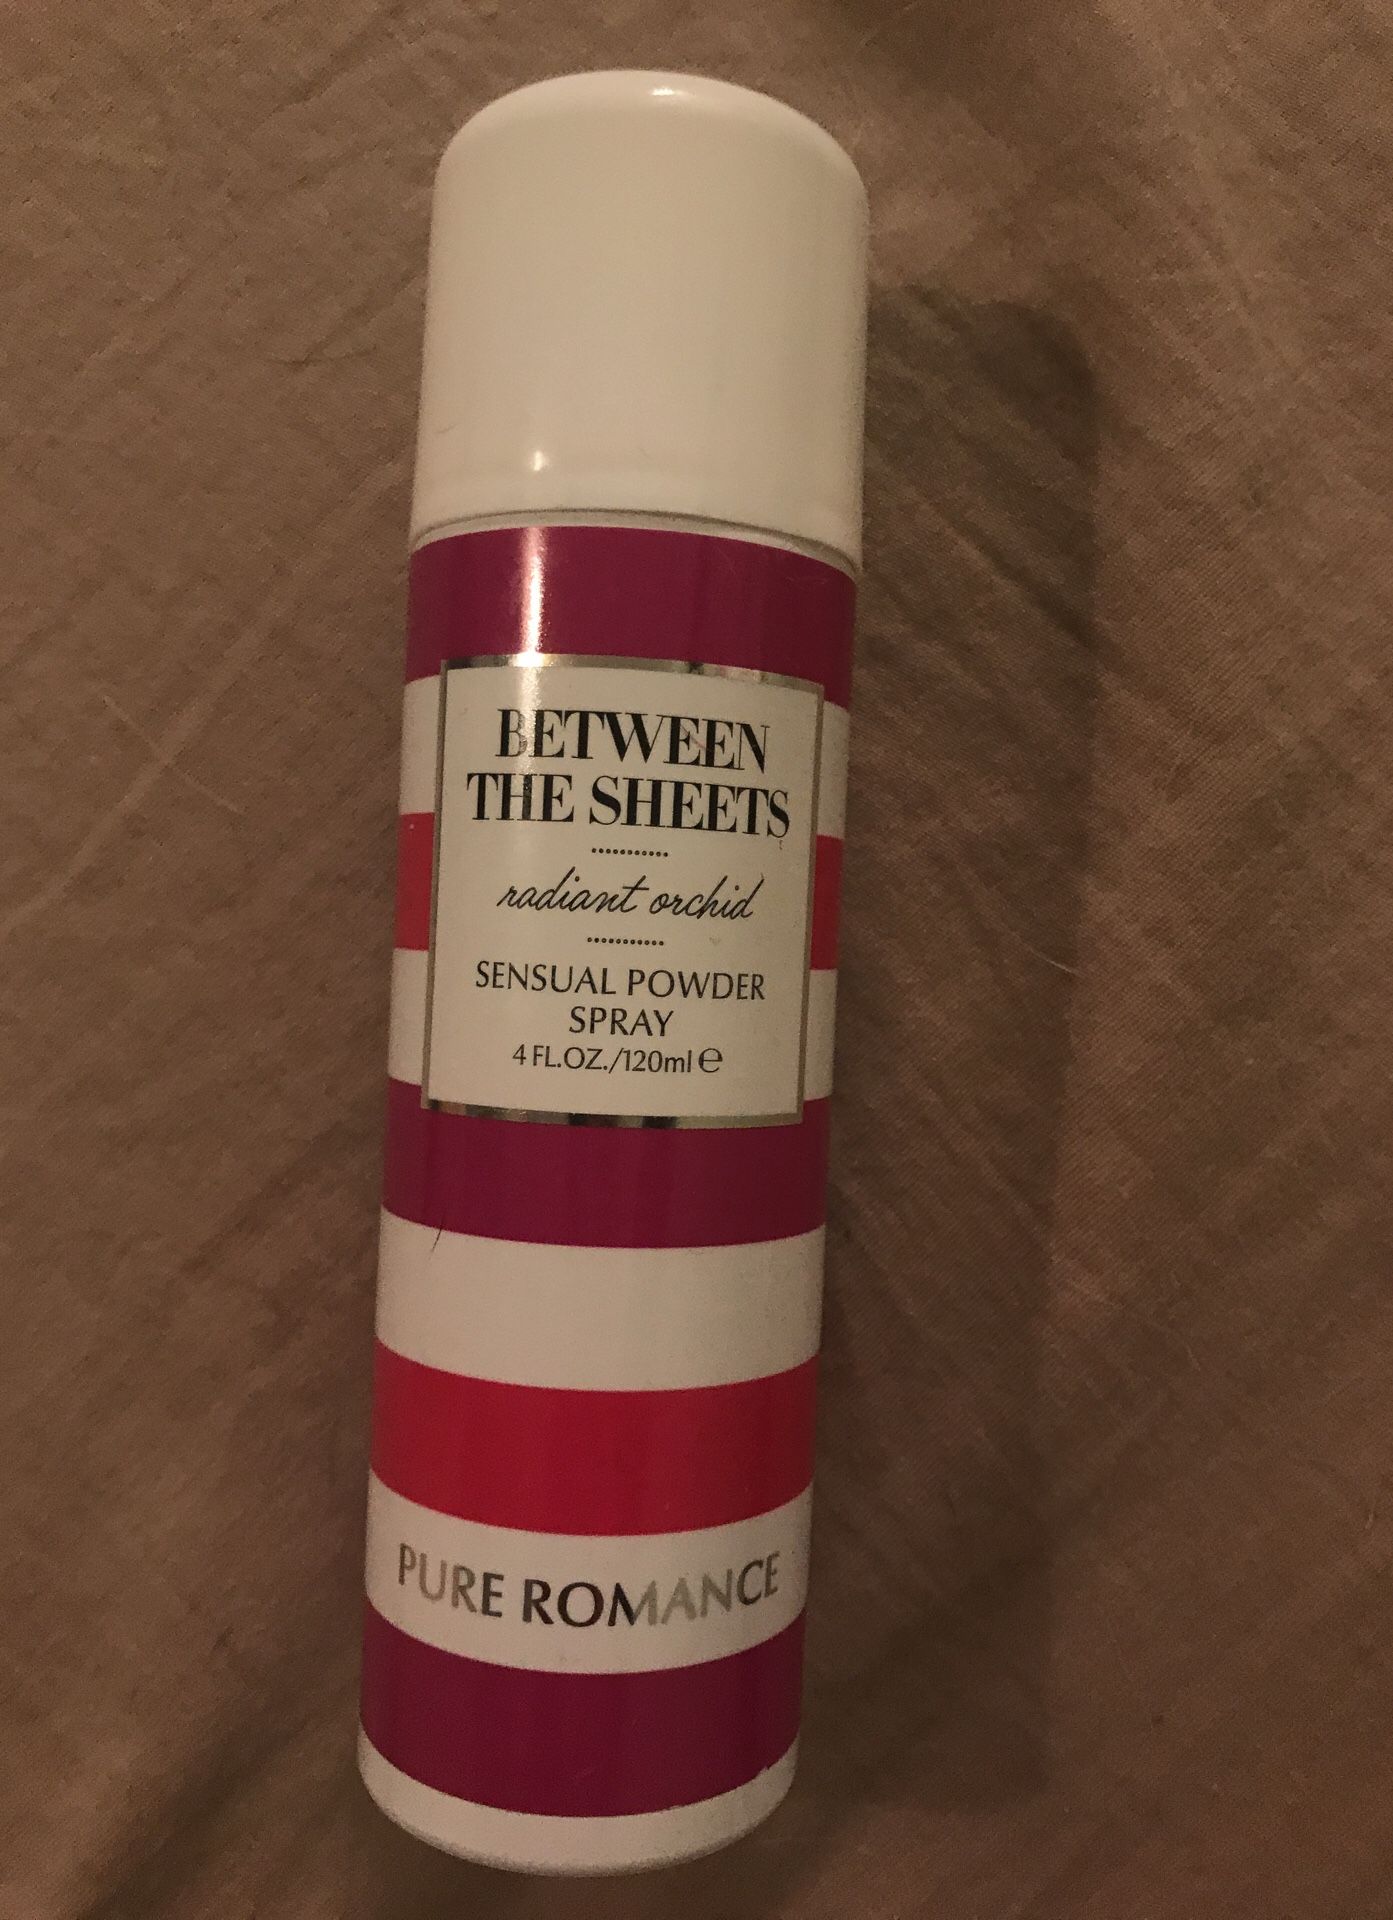 BETWEEN
THE SHEETS
radiant orchid
SENSUAL POWDER
SPRAY
4 FL.OZ./120ml ℮
PURE ROMANCE